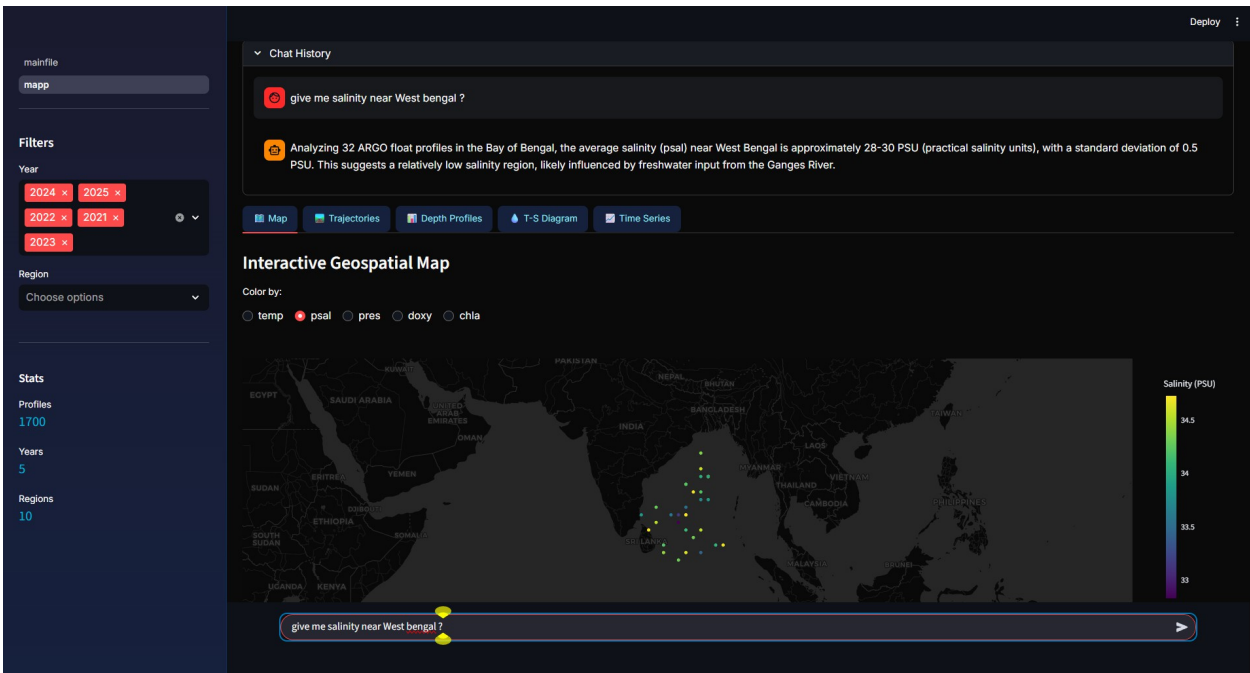 Deploy
mainfile
mapp
Filters
Year
2024 ×
2025 ×
2022 ×
2021 ×
2023 ×
Region
Choose options
Stats
Profiles
1700
Years
5
Regions
10
Chat History
give me salinity near West bengal ?
Analyzing 32 ARGO float profiles in the Bay of Bengal, the average salinity (psal) near West Bengal is approximately 28-30 PSU (practical salinity units), with a standard deviation of 0.5
PSU. This suggests a relatively low salinity region, likely influenced by freshwater input from the Ganges River.
Map
Trajectories
Depth Profiles
T-S Diagram
Time Series
Interactive Geospatial Map
Color by:
temp
psal
pres
doxy
chla
PAKISTAN
KUWAIT
NEPAL
BHUTAN
EGYPT
SAUDI ARABIA
UNITED
ARAB
EMIRATES
BANGLADESH
TAIWAN
INDIA
OMAN
LAOS
MYANMAR
ERITREA
YEMEN
THAILAND
VIETNAM
SUDAN
CAMBODIA
PHILIPPINES
DJIBOUTI
ETHIOPIA
SOUTH
SUDAN
SOMALIA
SRI LANKA
MALAYSIA
BRUNEI
UGANDA
KENYA
Salinity (PSU)
34.5
34
33.5
33
give me salinity near West bengal ?